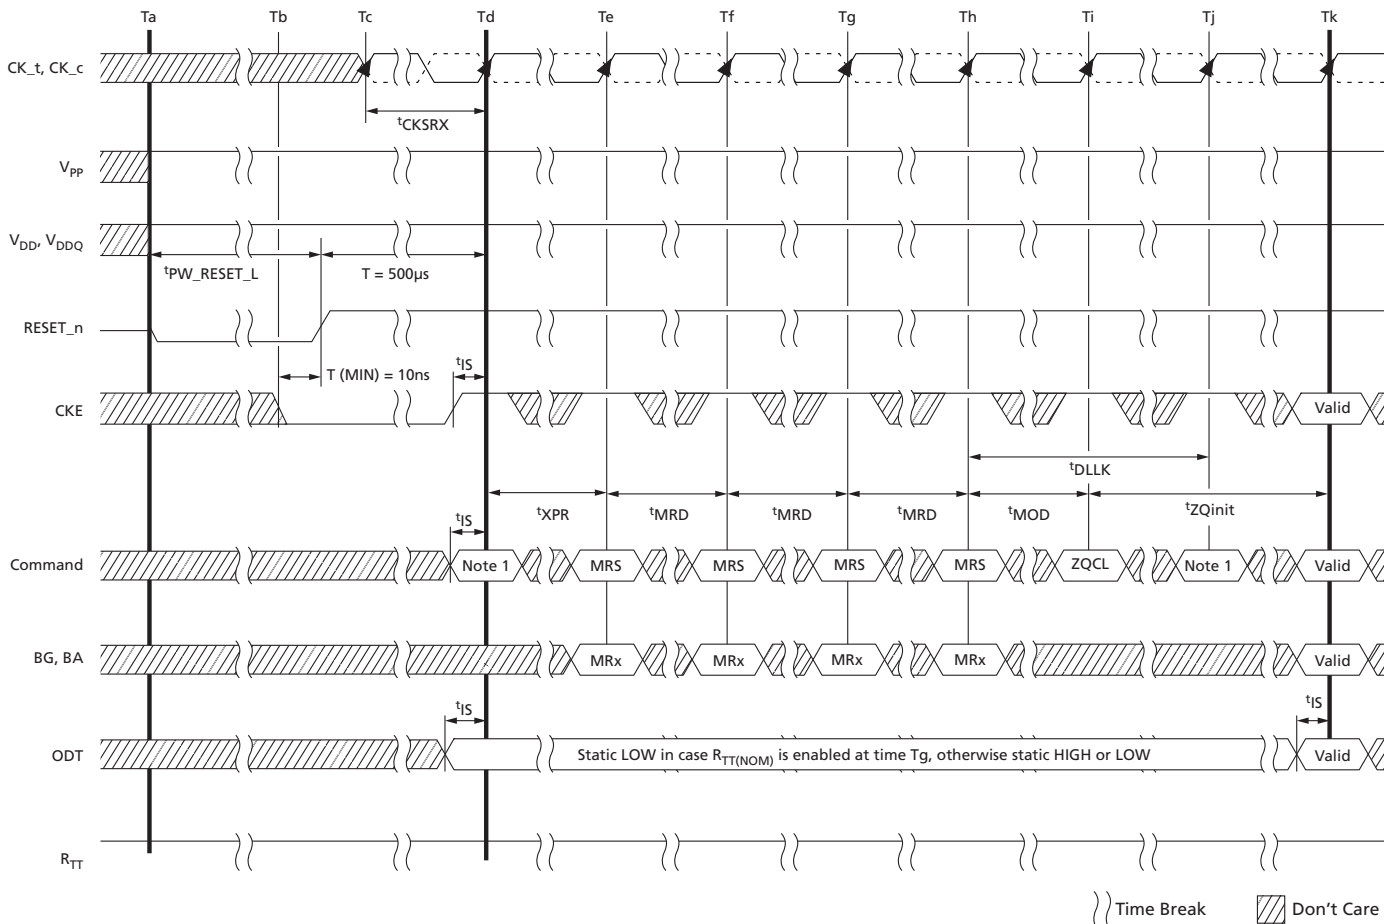 Ta Tb Tc Td Te Tf Tg Th Ti Tj Tk
CK_t, CK_c
tCKSRX
VPP
VDD, VDDQ
tPW_RESET_L T = 500µs
RESET_n
T (MIN) = 10ns tIS
CKE Valid
tDLLK
tXPR tMRD tMRD tMRD tMOD tZQinit
tIS
Command Note 1 MRS MRS MRS MRS ZQCL Note 1 Valid
BG, BA MRx MRx MRx MRx Valid
tIS tIS
ODT Static LOW in case RTT(NOM) is enabled at time Tg, otherwise static HIGH or LOW Valid
RTT
Time Break Don't Care